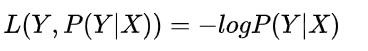 L(Y, P(Y|X)) = −logP(Y|X)